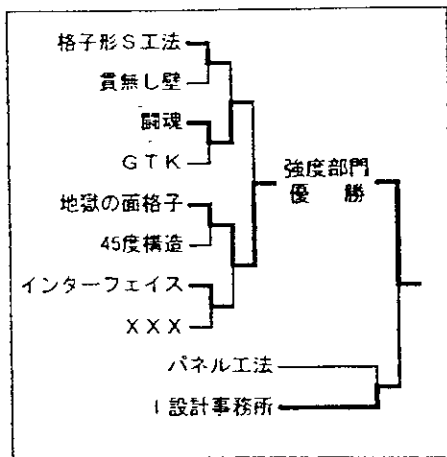 格子形S工法
貫無し壁
闘魂
GTK
強度部門
優 勝
地獄の面格子
45度構造
インターフェイス
XXX
パネル工法
I設計事務所